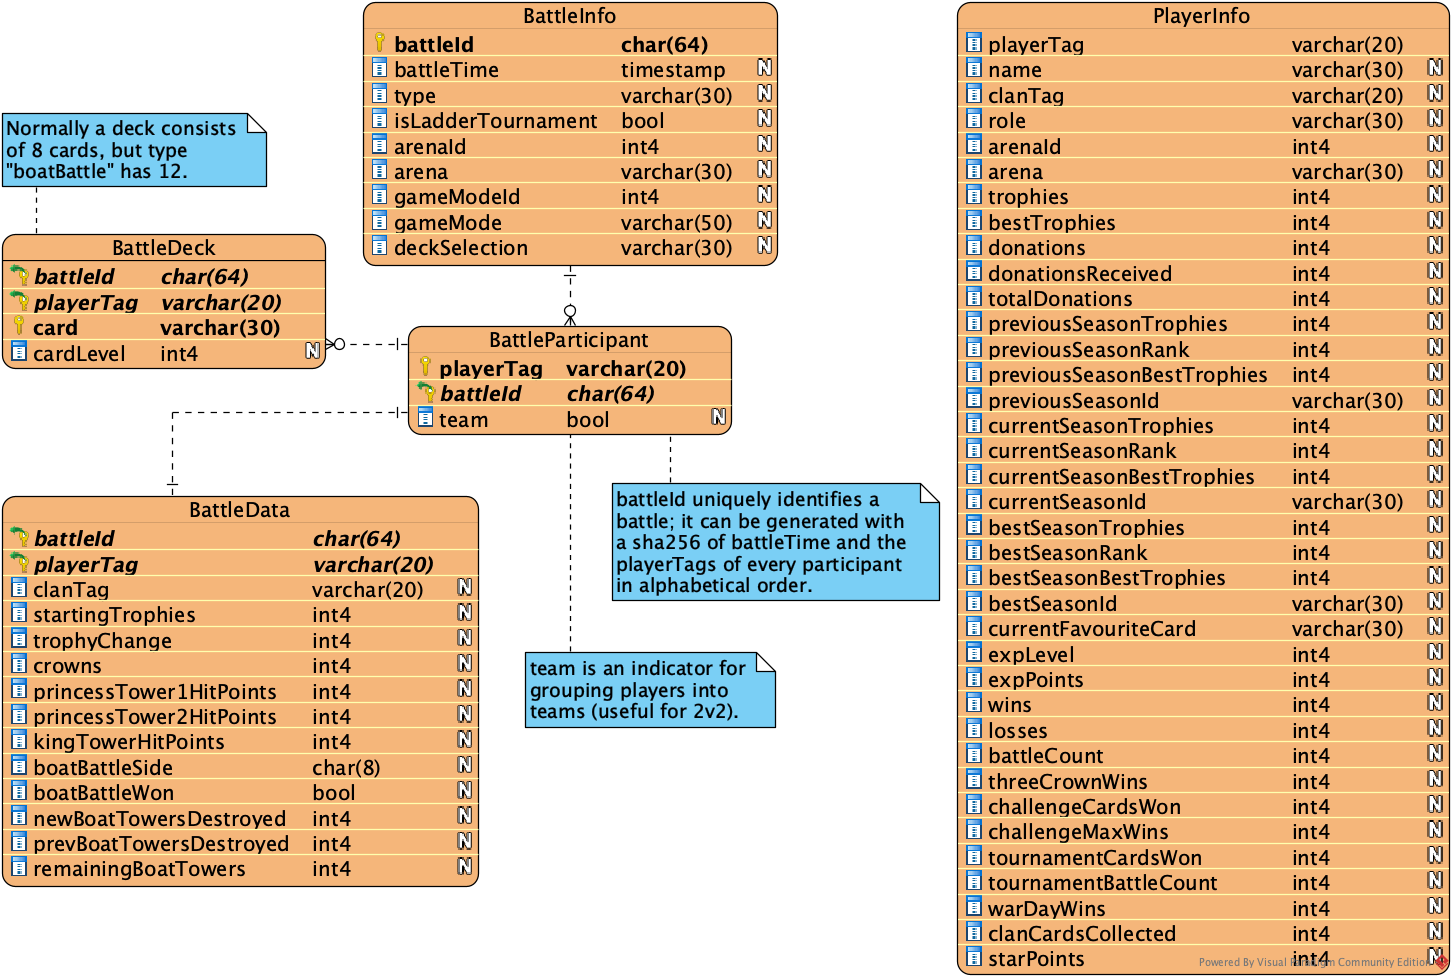 BattleInfo
battleId char(64)
battleTime timestamp N
type varchar(30) N
isLadderTournament bool N
arenaId int4 N
arena varchar(30) N
gameModeId int4 N
gameMode varchar(50) N
deckSelection varchar(30) N
Normally a deck consists
of 8 cards, but type
"boatBattle" has 12.
BattleDeck
battleId char(64)
playerTag varchar(20)
card varchar(30)
cardLevel int4 N
BattleParticipant
playerTag varchar(20)
battleId char(64)
team bool N
BattleData
battleId char(64)
playerTag varchar(20)
clanTag varchar(20) N
startingTrophies int4 N
trophyChange int4 N
crowns int4 N
princessTower1HitPoints int4 N
princessTower2HitPoints int4 N
kingTowerHitPoints int4 N
boatBattleSide char(8) N
boatBattleWon bool N
newBoatTowersDestroyed int4 N
prevBoatTowersDestroyed int4 N
remainingBoatTowers int4 N
battleId uniquely identifies a
battle; it can be generated with
a sha256 of battleTime and the
playerTags of every participant
in alphabetical order.
team is an indicator for
grouping players into
teams (useful for 2v2).
PlayerInfo
playerTag varchar(20)
name varchar(30) N
clanTag varchar(20) N
role varchar(30) N
arenaId int4 N
arena varchar(30) N
trophies int4 N
bestTrophies int4 N
donations int4 N
donationsReceived int4 N
totalDonations int4 N
previousSeasonTrophies int4 N
previousSeasonRank int4 N
previousSeasonBestTrophies int4 N
previousSeasonId varchar(30) N
currentSeasonTrophies int4 N
currentSeasonRank int4 N
currentSeasonBestTrophies int4 N
currentSeasonId varchar(30) N
bestSeasonTrophies int4 N
bestSeasonRank int4 N
bestSeasonBestTrophies int4 N
bestSeasonId varchar(30) N
currentFavouriteCard varchar(30) N
expLevel int4 N
expPoints int4 N
wins int4 N
losses int4 N
battleCount int4 N
threeCrownWins int4 N
challengeCardsWon int4 N
challengeMaxWins int4 N
tournamentCardsWon int4 N
tournamentBattleCount int4 N
warDayWins int4 N
clanCardsCollected int4 N
starPoints int4 N
Powered By Visual Paradigm Community Edition